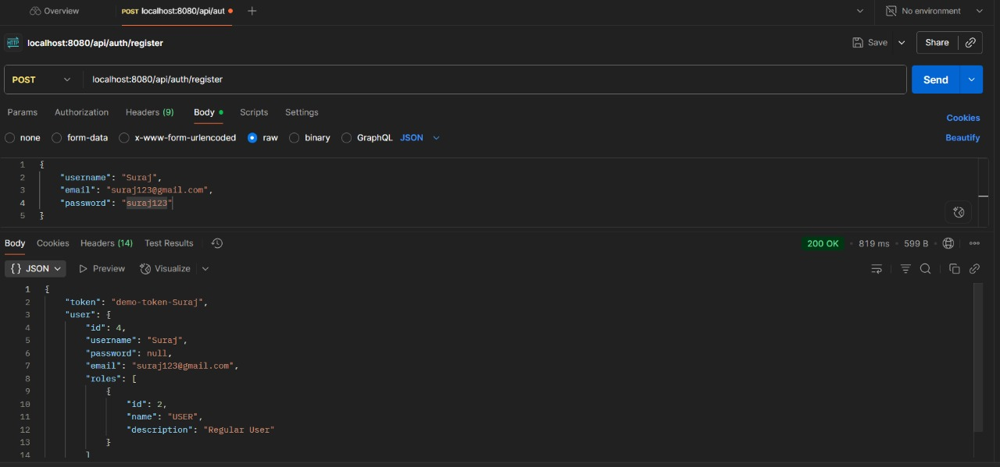 Overview
POST localhost:8080/api/aut
No environment
HTTP localhost:8080/api/auth/register
Save
Share
POST
localhost:8080/api/auth/register
Send
Params Authorization Headers (9) Body Scripts Settings
Cookies
none form-data x-www-form-urlencoded raw binary GraphQL JSON
Beautify
1 {
2 "username": "Suraj",
3 "email": "suraj123@gmail.com",
4 "password": "suraj123"
5 }
Body Cookies Headers (14) Test Results
200 OK • 819 ms • 599 B •
{} JSON Preview Visualize
1 {
2 "token": "demo-token-Suraj",
3 "user": {
4 "id": 4,
5 "username": "Suraj",
6 "password": null,
7 "email": "suraj123@gmail.com",
8 "roles": [
9 {
10 "id": 2,
11 "name": "USER",
12 "description": "Regular User"
13 }
14 ]